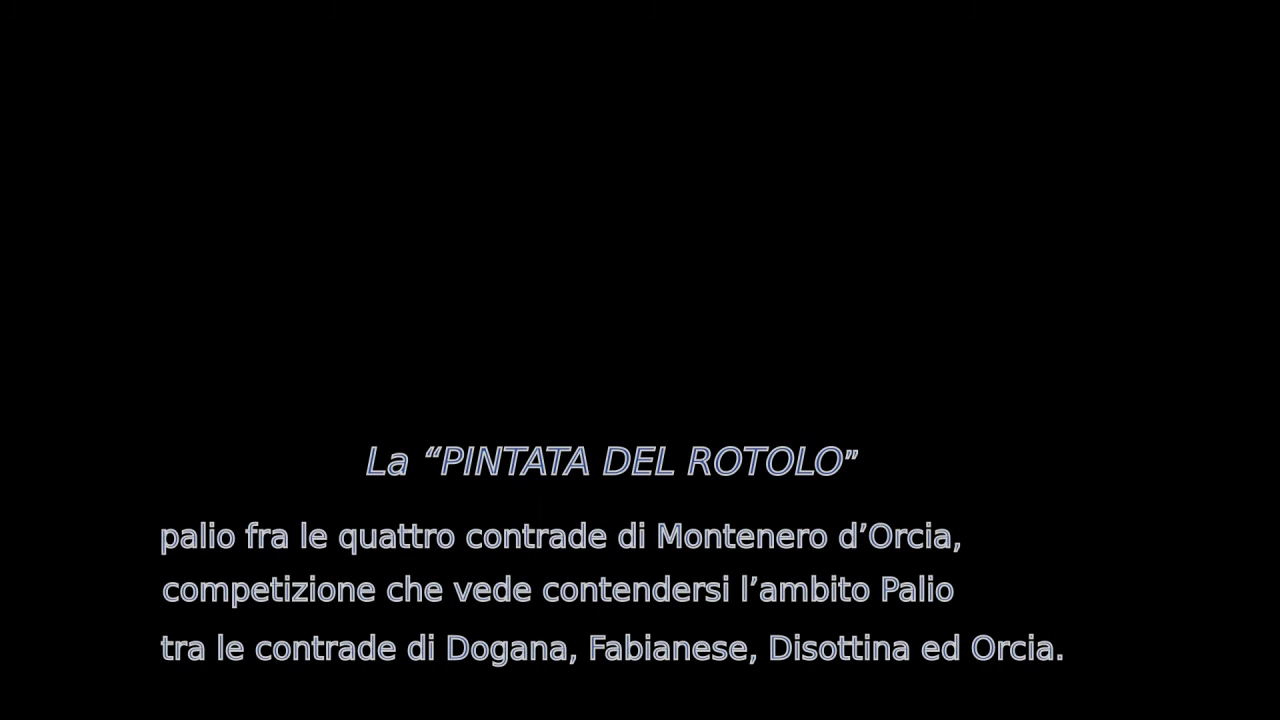 La “PINTATA DEL ROTOLO”
palio fra le quattro contrade di Montenero d’Orcia,
competizione che vede contendersi l’ambito Palio
tra le contrade di Dogana, Fabianese, Disottina ed Orcia.